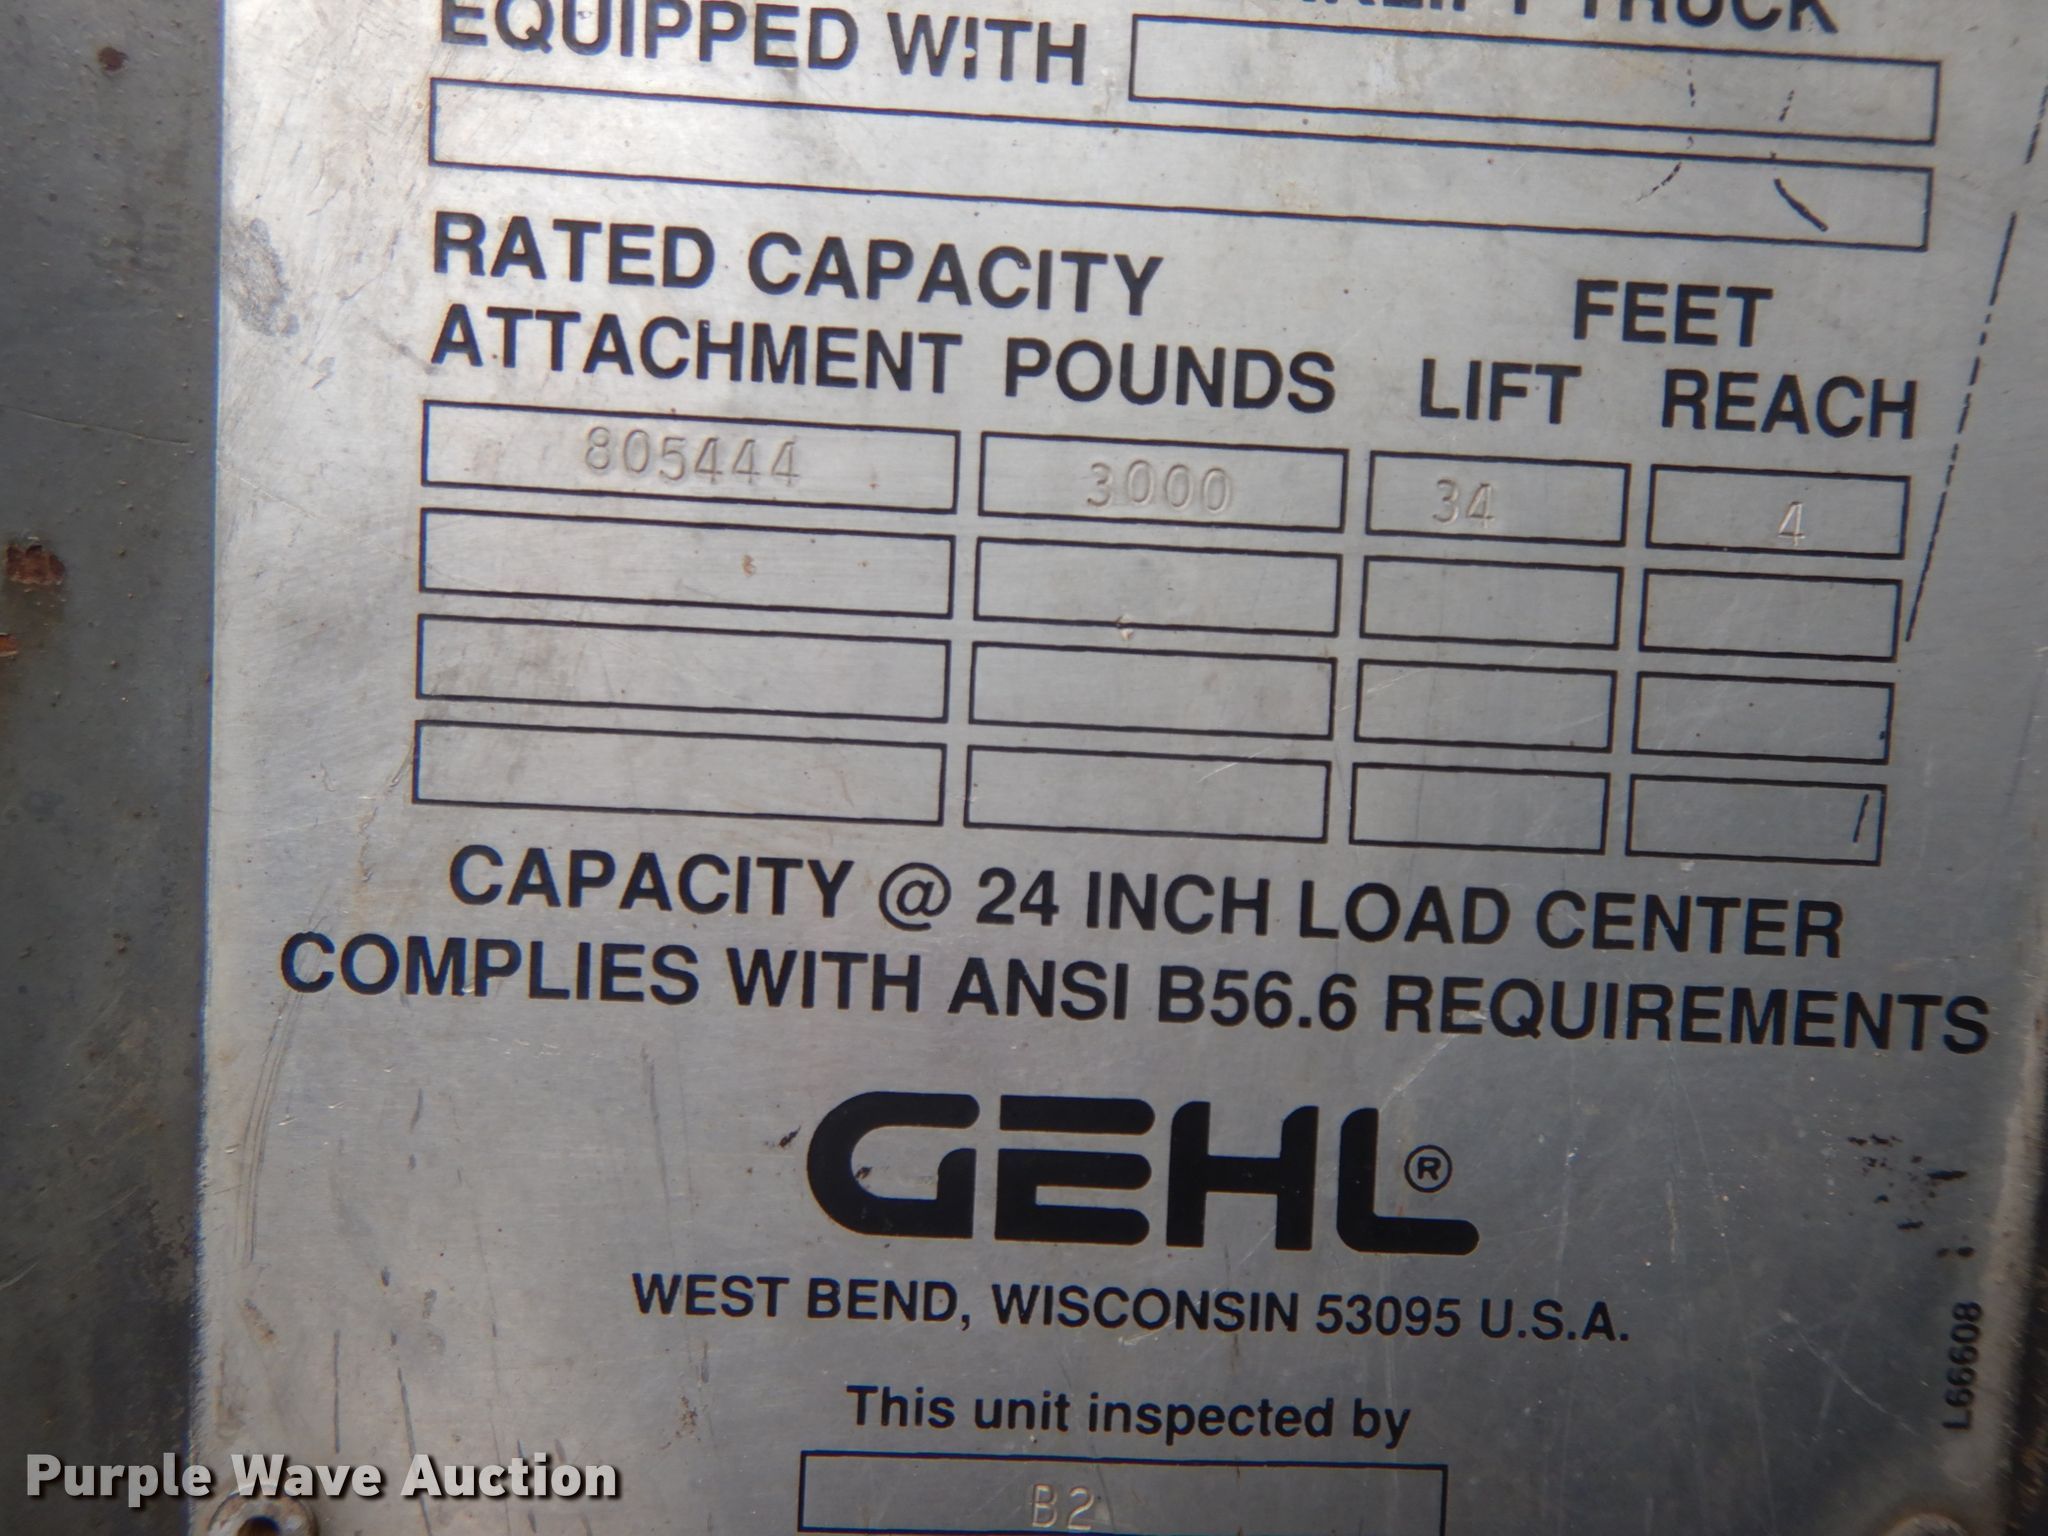 TRUCK
EQUIPPED WITH
RATED CAPACITY
FEET
ATTACHMENT POUNDS LIFT REACH
805444 3000 34 4
CAPACITY @ 24 INCH LOAD CENTER
COMPLIES WITH ANSI B56.6 REQUIREMENTS
GEHL®
WEST BEND, WISCONSIN 53095 U.S.A.
L66608
This unit inspected by
B2
Purple Wave Auction